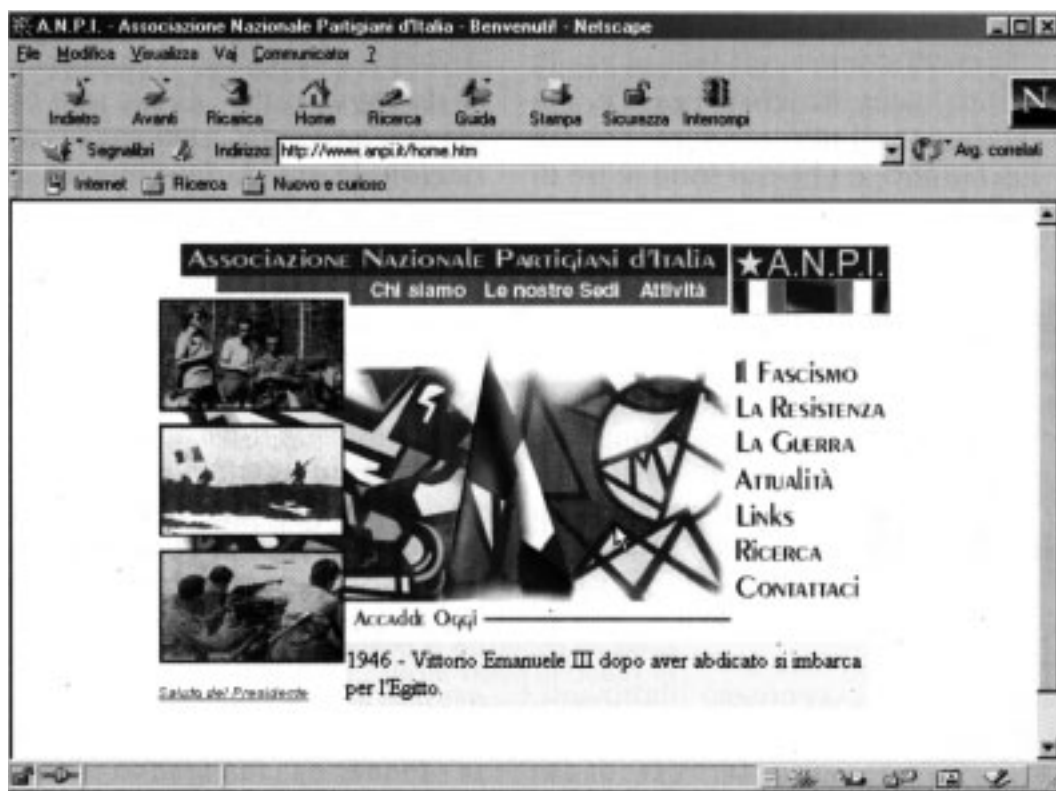 A.N.P.I. - Associazione Nazionale Partigiani d'Italia - Benvenuti! - Netscape
File Modifica Visualizza Vai Communicator ?
Indietro Avanti Ricarica Home Ricerca Guida Stampa Sicurezza Interrompi
N
Segnalibri Indirizzo: http://www.anpi.it/home.htm Arg. correlati
Internet Ricerca Nuovo e curioso
Associazione Nazionale Partigiani d'Italia
A.N.P.I.
Chi siamo Le nostre Sedi Attività
Il Fascismo
La Resistenza
La Guerra
Attualità
Links
Ricerca
Contattaci
Accadde Oggi
1946 - Vittorio Emanuele III dopo aver abdicato si imbarca
per l'Egitto.
Saluto del Presidente